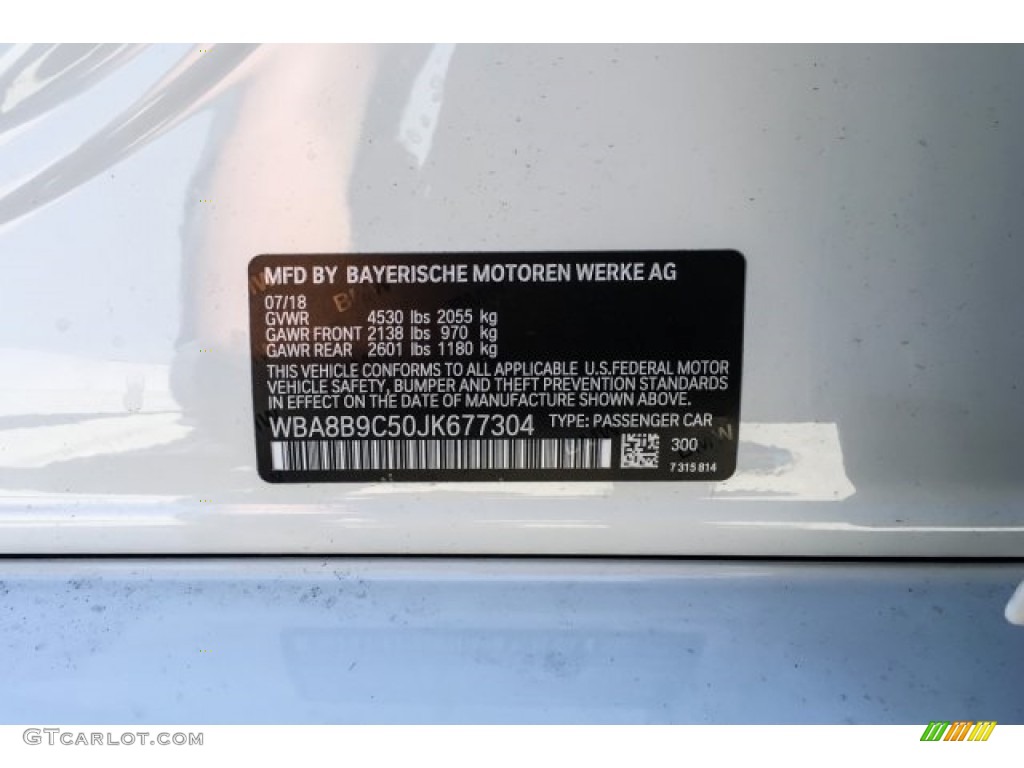 MFD BY BAYERISCHE MOTOREN WERKE AG
07/18
GVWR 4530 lbs 2055 kg
GAWR FRONT 2138 lbs 970 kg
GAWR REAR 2601 lbs 1180 kg
THIS VEHICLE CONFORMS TO ALL APPLICABLE U.S.FEDERAL MOTOR
VEHICLE SAFETY, BUMPER AND THEFT PREVENTION STANDARDS
IN EFFECT ON THE DATE OF MANUFACTURE SHOWN ABOVE.
WBA8B9C50JK677304 TYPE: PASSENGER CAR
300
7 315 814
GTCarlot.com